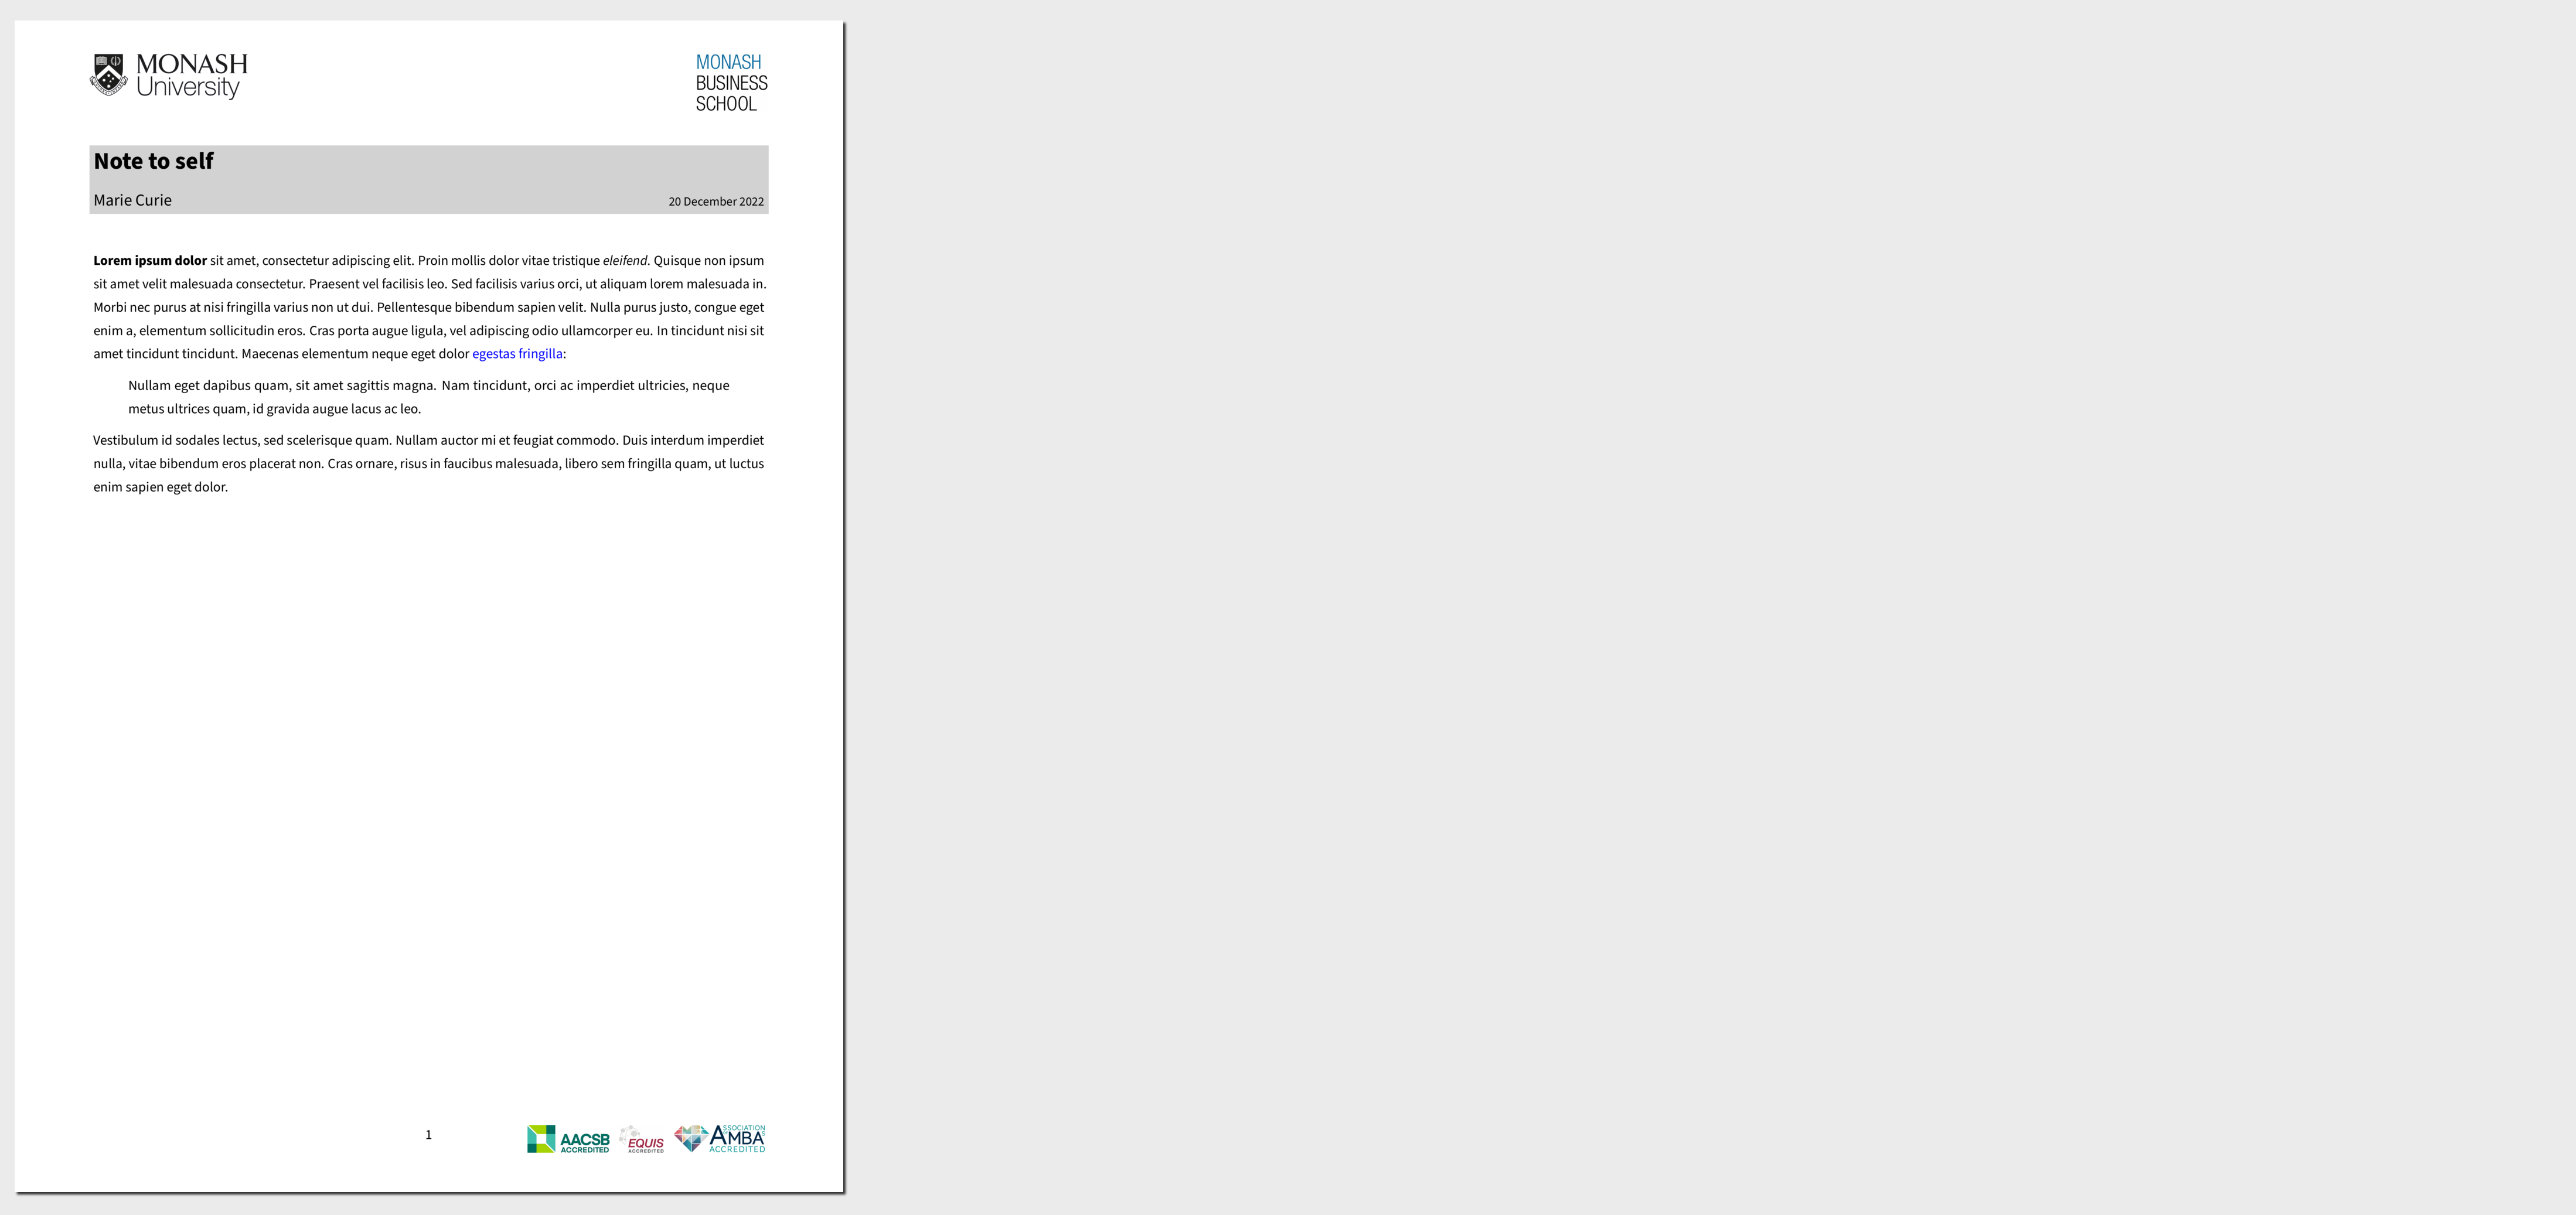 MONASH
University
MONASH
BUSINESS
SCHOOL
Note to self
Marie Curie
20 December 2022
Lorem ipsum dolor sit amet, consectetur adipiscing elit. Proin mollis dolor vitae tristique eleifend. Quisque non ipsum
sit amet velit malesuada consectetur. Praesent vel facilisis leo. Sed facilisis varius orci, ut aliquam lorem malesuada in.
Morbi nec purus at nisi fringilla varius non ut dui. Pellentesque bibendum sapien velit. Nulla purus justo, congue eget
enim a, elementum sollicitudin eros. Cras porta augue ligula, vel adipiscing odio ullamcorper eu. In tincidunt nisi sit
amet tincidunt tincidunt. Maecenas elementum neque eget dolor egestas fringilla:
Nullam eget dapibus quam, sit amet sagittis magna. Nam tincidunt, orci ac imperdiet ultricies, neque
metus ultrices quam, id gravida augue lacus ac leo.
Vestibulum id sodales lectus, sed scelerisque quam. Nullam auctor mi et feugiat commodo. Duis interdum imperdiet
nulla, vitae bibendum eros placerat non. Cras ornare, risus in faucibus malesuada, libero sem fringilla quam, ut luctus
enim sapien eget dolor.
1
AACSB
ACCREDITED
EQUIS
ACCREDITED
ASSOCIATION
AMBAs
ACCREDITED